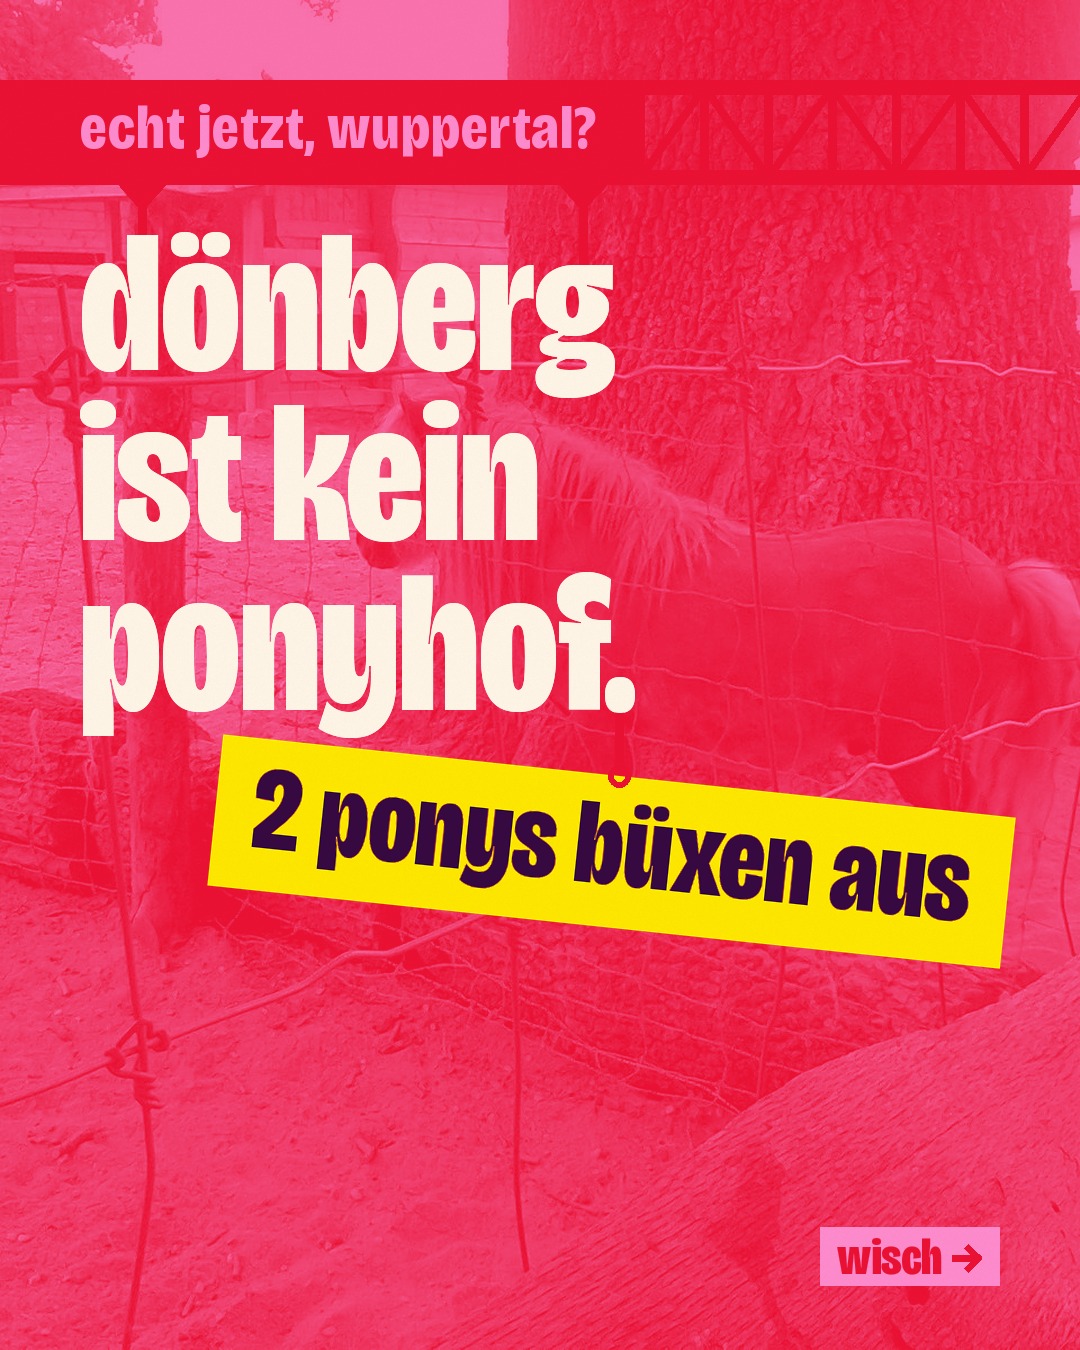 echt jetzt, wuppertal?
dönberg
ist kein
ponyhof.
2 ponys büxen aus
wisch →